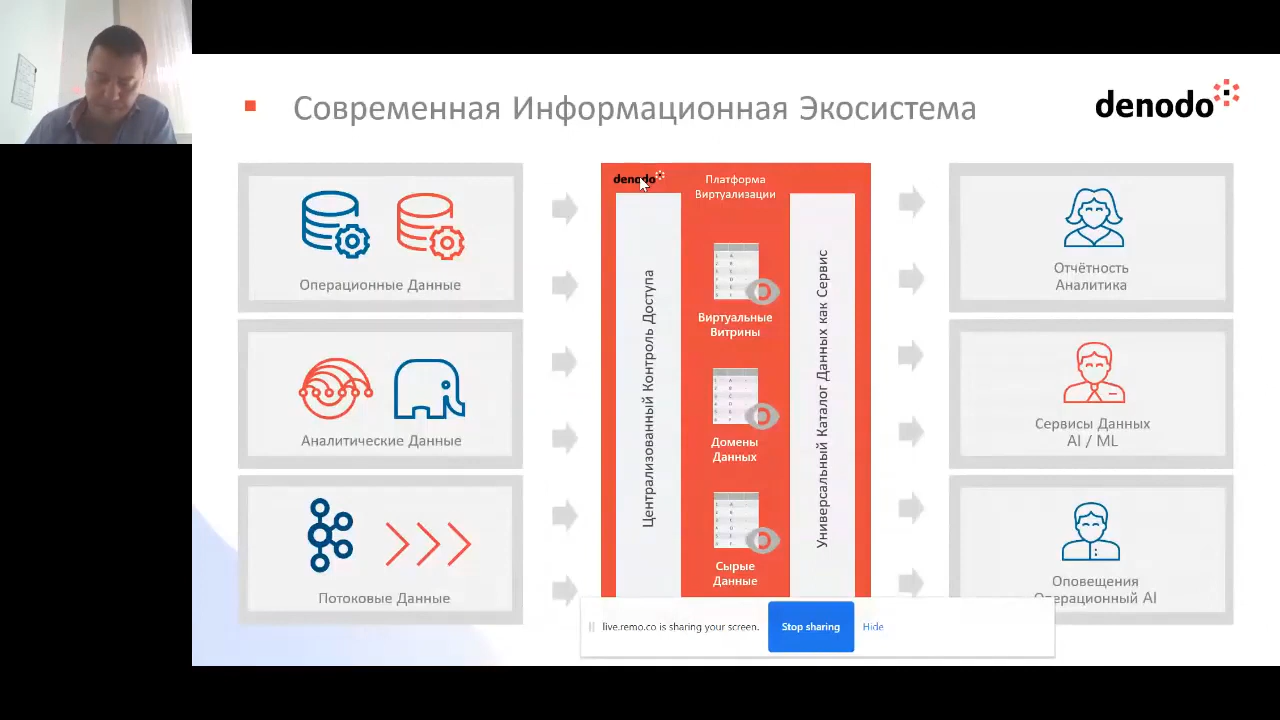 Современная Информационная Экосистема
denodo
Операционные Данные
Аналитические Данные
Потоковые Данные
denodo
Платформа
Виртуализации
Централизованный Контроль Доступа
Виртуальные
Витрины
Домены
Данных
Сырые
Данные
Универсальный Каталог Данных как Сервис
Отчётность
Аналитика
Сервисы Данных
AI / ML
Оповещения
Операционный AI
live.remo.co is sharing your screen.
Stop sharing
Hide